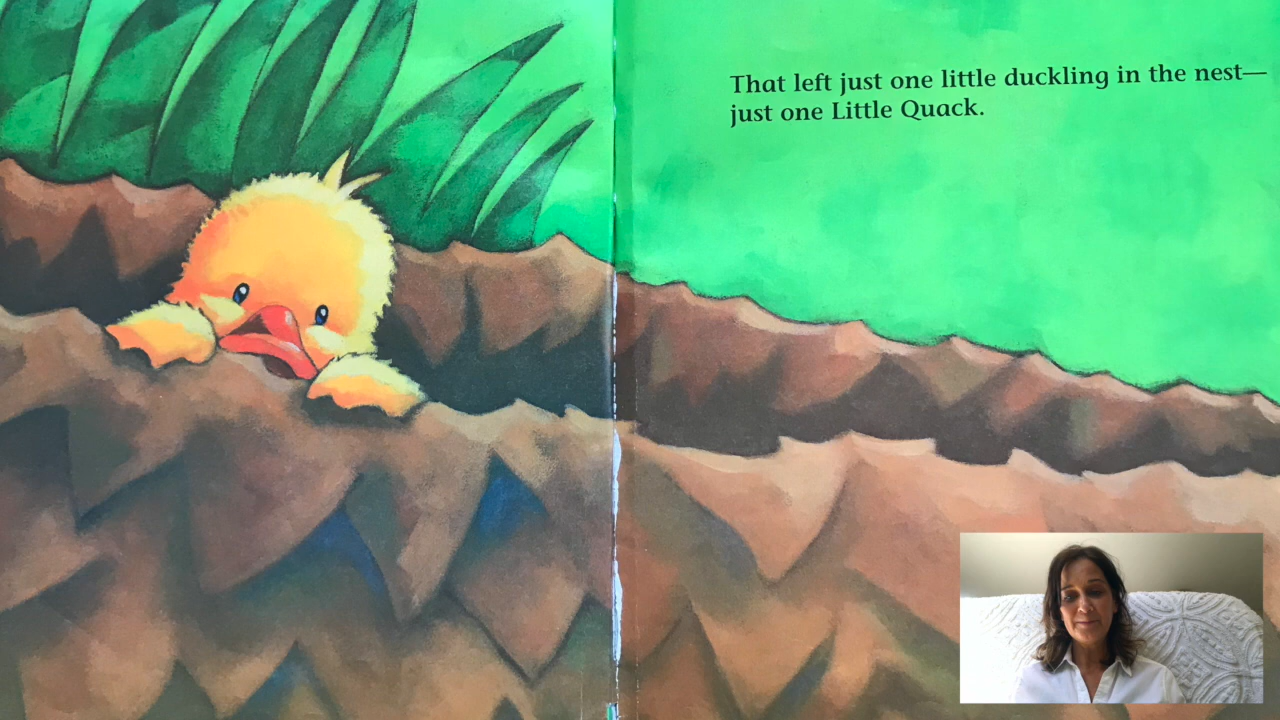 That left just one little duckling in the nest—
just one Little Quack.